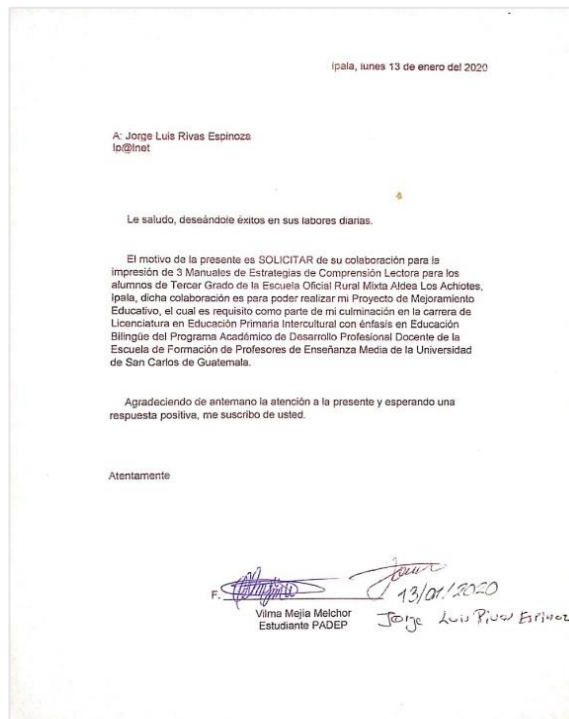 Ipala, lunes 13 de enero del 2020
A: Jorge Luis Rivas Espinoza
Ip@lnet
Le saludo, deseándole éxitos en sus labores diarias.
El motivo de la presente es SOLICITAR de su colaboración para la
impresión de 3 Manuales de Estrategias de Comprensión Lectora para los
alumnos de Tercer Grado de la Escuela Oficial Rural Mixta Aldea Los Achiotes,
Ipala, dicha colaboración es para poder realizar mi Proyecto de Mejoramiento
Educativo, el cual es requisito como parte de mi culminación en la carrera de
Licenciatura en Educación Primaria Intercultural con énfasis en Educación
Bilingüe del Programa Académico de Desarrollo Profesional Docente de la
Escuela de Formación de Profesores de Enseñanza Media de la Universidad
de San Carlos de Guatemala.
Agradeciendo de antemano la atención a la presente y esperando una
respuesta positiva, me suscribo de usted.
Atentamente
F.
Vilma Mejia Melchor
Estudiante PADEP
13/01/2020
Jorge Luis Rivas Espinoz